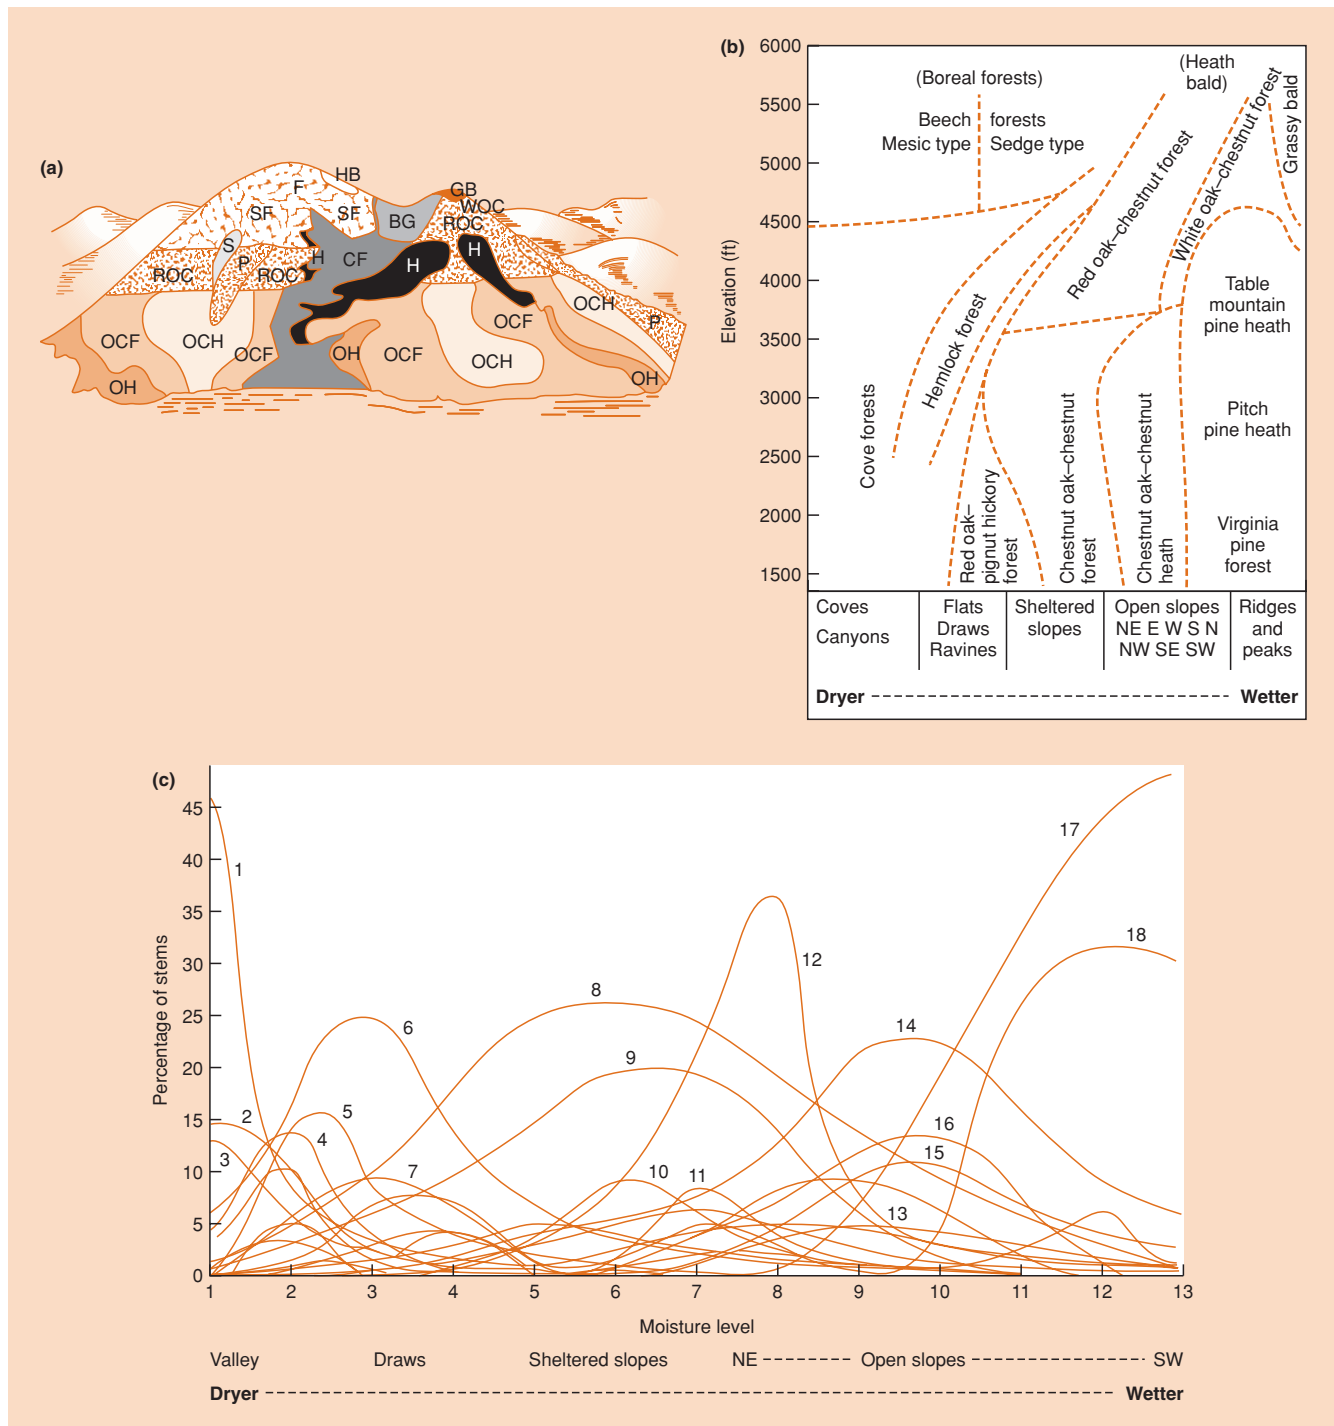 (a)
HB
F
GB
SF
SF
WOC
BG
ROC
S
H
H
P
H
CF
ROC
ROC
OCH
P
OCF
OCF
OCH
OCF
OH
OCF
OCH
OH
OH
(b)
Elevation (ft)
6000
5500
5000
4500
4000
3500
3000
2500
2000
1500
(Boreal forests)
(Heath
bald)
Beech forests
Mesic type Sedge type
Grassy bald
White oak–chestnut forest
Red oak–chestnut forest
Hemlock forest
Cove forests
Table
mountain
pine heath
Pitch
pine heath
Virginia
pine
forest
Red oak–
pignut hickory
forest
Chestnut oak–chestnut
forest
Chestnut oak–chestnut
heath
Coves
Canyons
Flats
Draws
Ravines
Sheltered
slopes
Open slopes
NE E W S N
NW SE SW
Ridges
and
peaks
Dryer Wetter
(c)
Percentage of stems
45
40
35
30
25
20
15
10
5
0
1
2
3
4
5
6
7
8
9
10
11
12
13
14
15
16
17
18
1 2 3 4 5 6 7 8 9 10 11 12 13
Moisture level
Valley Draws Sheltered slopes NE Open slopes SW
Dryer Wetter